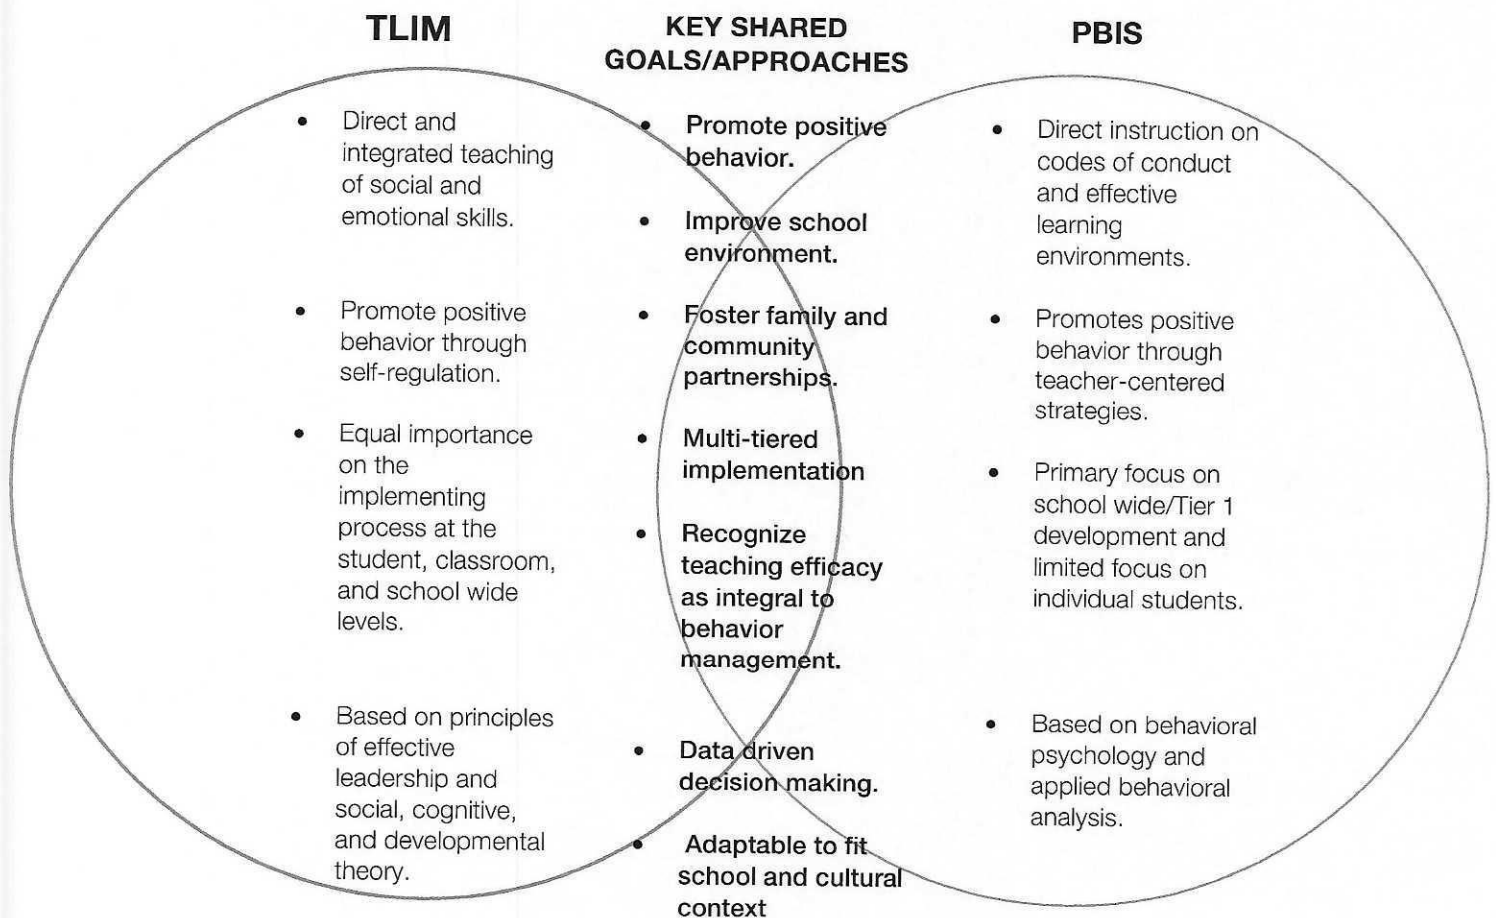 TLIM
• Direct and
integrated teaching
of social and
emotional skills.
• Promote positive
behavior through
self-regulation.
• Equal importance
on the
implementing
process at the
student, classroom,
and school wide
levels.
• Based on principles
of effective
leadership and
social, cognitive,
and developmental
theory.
KEY SHARED
GOALS/APPROACHES
• Promote positive
behavior.
• Improve school
environment.
• Foster family and
community
partnerships.
• Multi-tiered
implementation
• Recognize
teaching efficacy
as integral to
behavior
management.
• Data driven
decision making.
• Adaptable to fit
school and cultural
context
PBIS
• Direct instruction on
codes of conduct
and effective
learning
environments.
• Promotes positive
behavior through
teacher-centered
strategies.
• Primary focus on
school wide/Tier 1
development and
limited focus on
individual students.
• Based on behavioral
psychology and
applied behavioral
analysis.